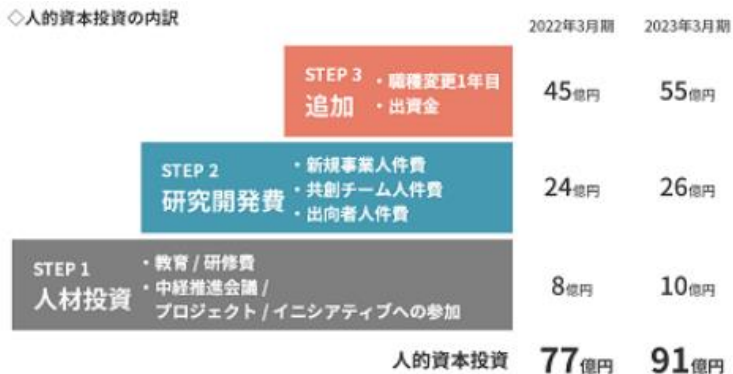 ◇人的資本投資の内訳
2022年3月期 2023年3月期
STEP 3
追加
・職種変更1年目
・出資金
45億円 55億円
STEP 2
研究開発費
・新規事業人件費
・共創チーム人件費
・出向者人件費
24億円 26億円
STEP 1
人材投資
・教育 / 研修費
・中経推進会議 /
プロジェクト / イニシアティブへの参加
8億円 10億円
人的資本投資 77億円 91億円